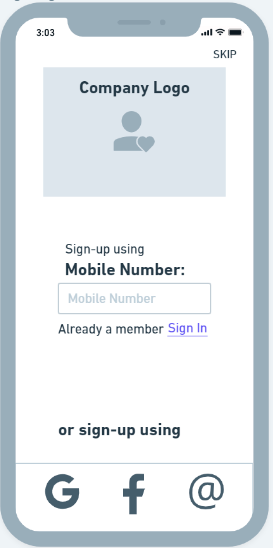 3:03
SKIP
Company Logo
Sign-up using
Mobile Number:
Mobile Number
Already a member Sign In
or sign-up using
G f @